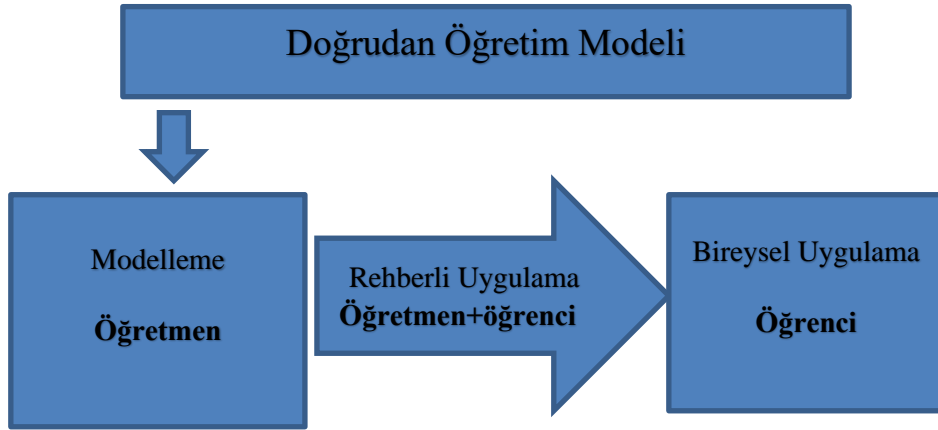 Doğrudan Öğretim Modeli
Modelleme
Öğretmen
Rehberli Uygulama
Öğretmen+öğrenci
Bireysel Uygulama
Öğrenci